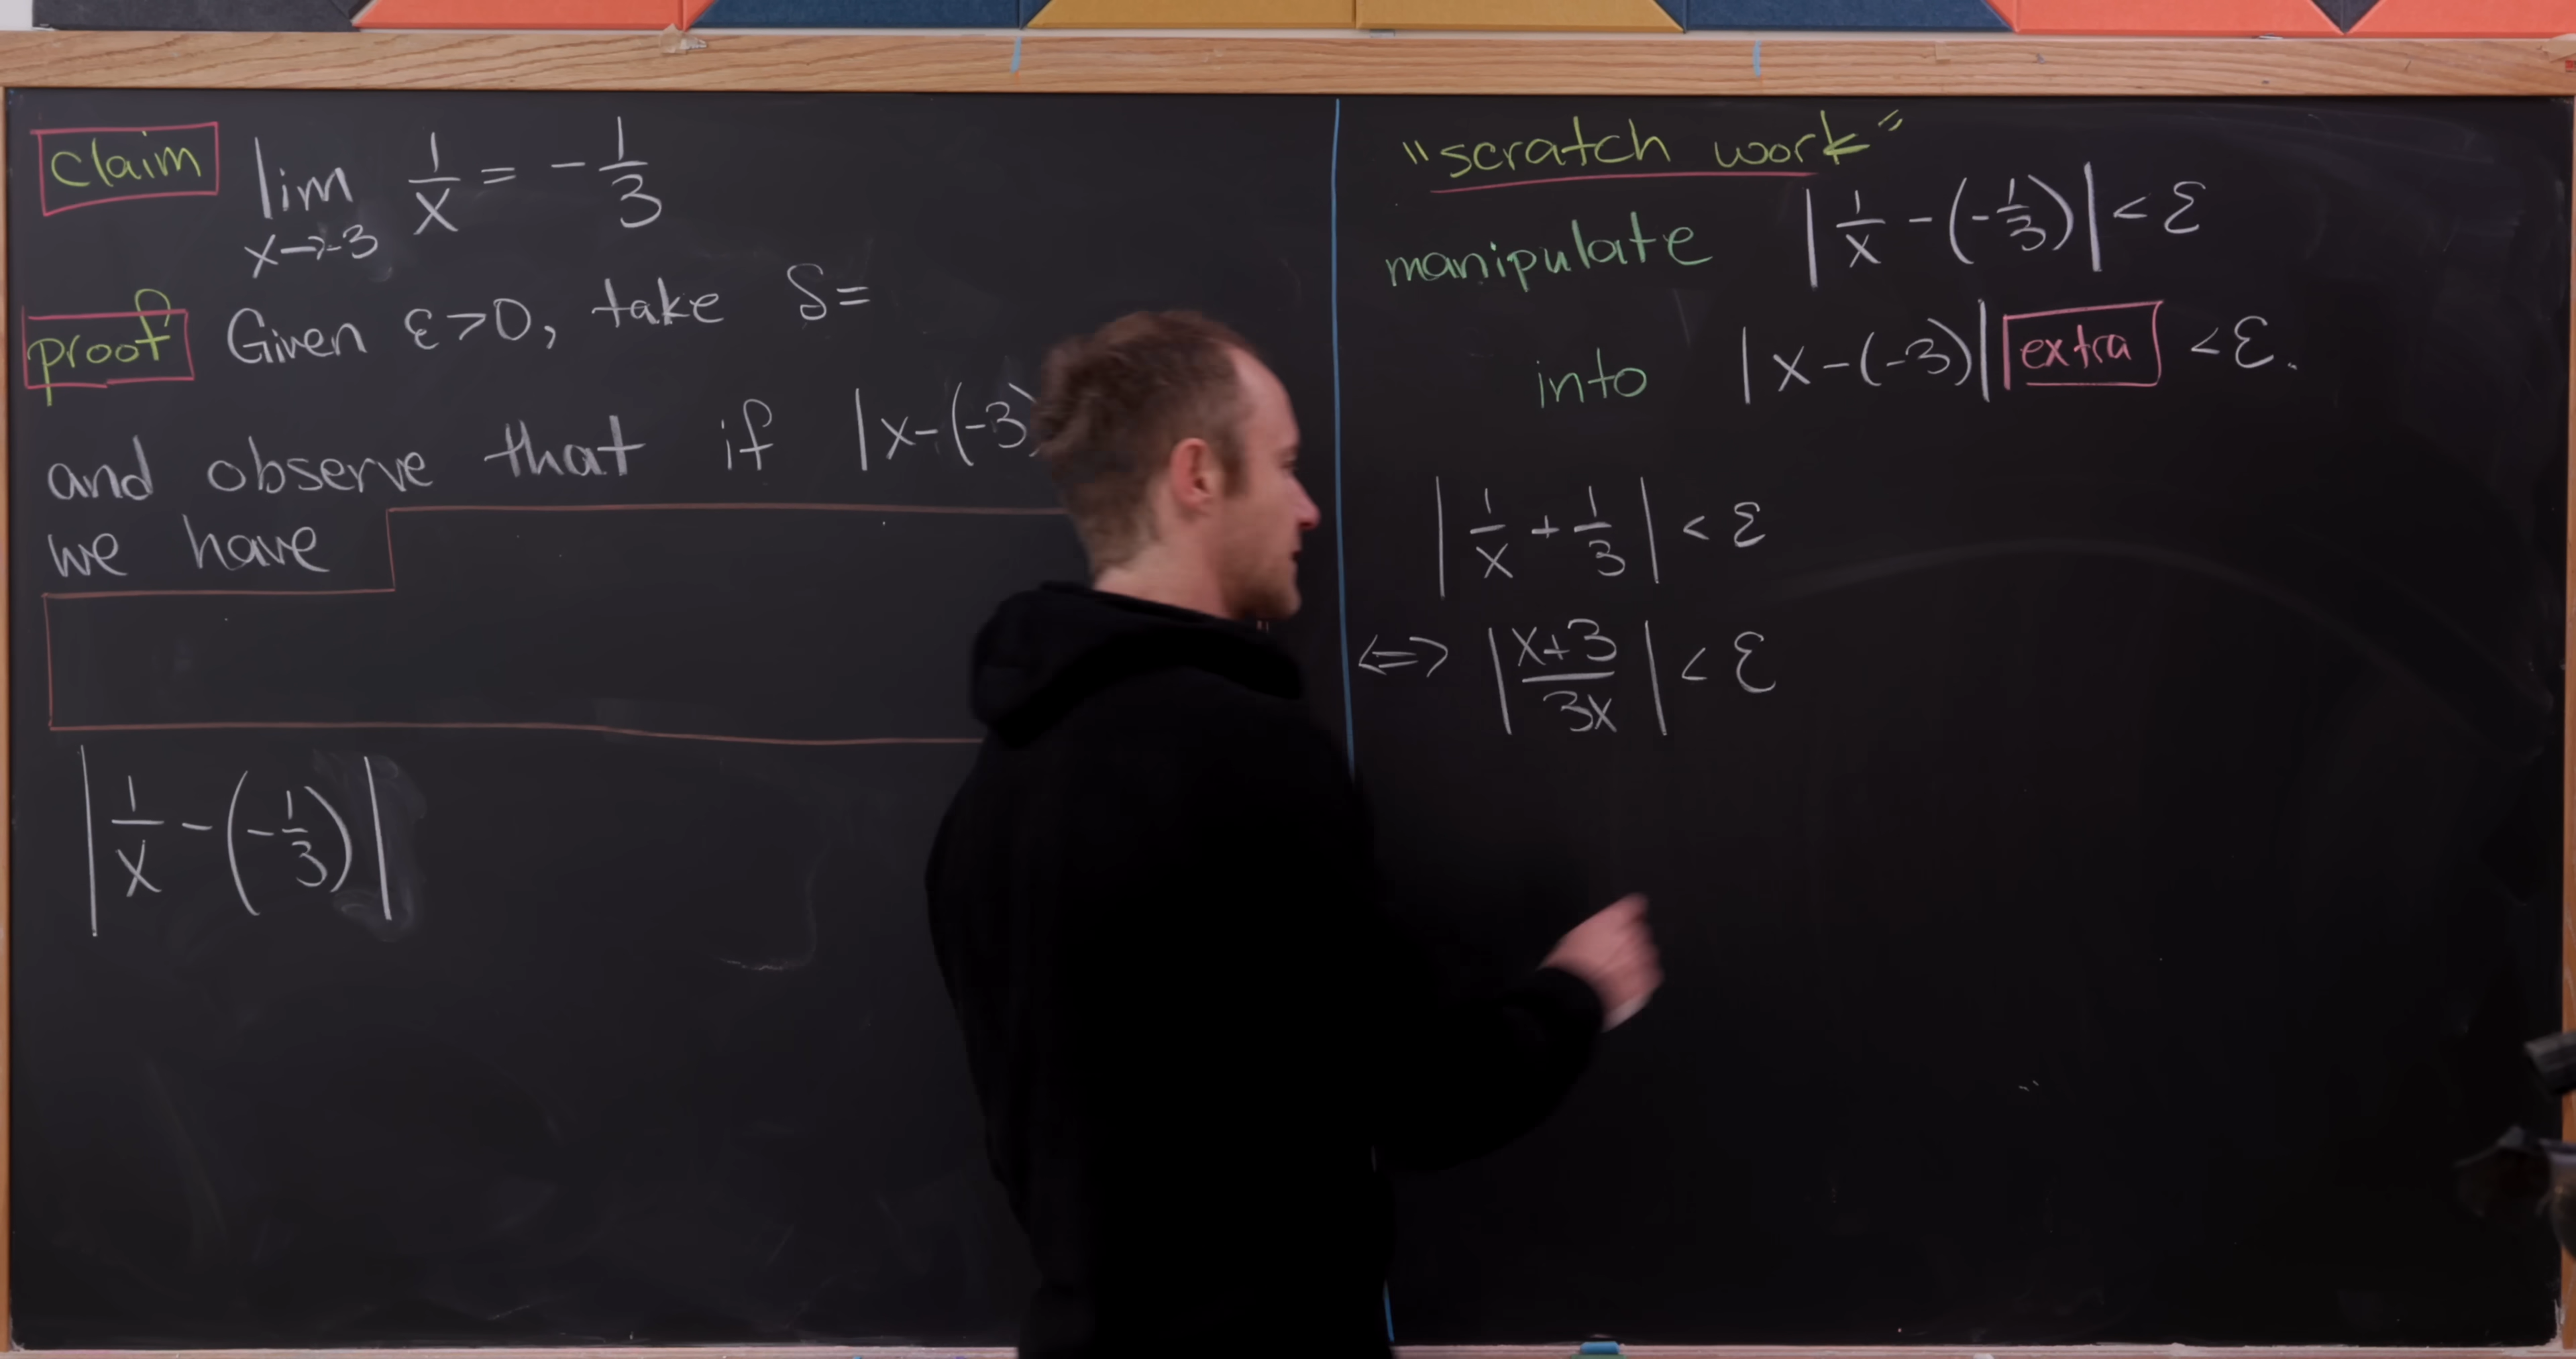 claim lim x→-3 1/x = -1/3
proof Given ε>0, take δ=
and observe that if |x-(-3)
we have
|1/x - (-1/3)|
"scratch work"
manipulate |1/x - (-1/3)| < ε
into |x-(-3)| extra < ε.
|1/x + 1/3| < ε
⟺ |x+3/3x| < ε